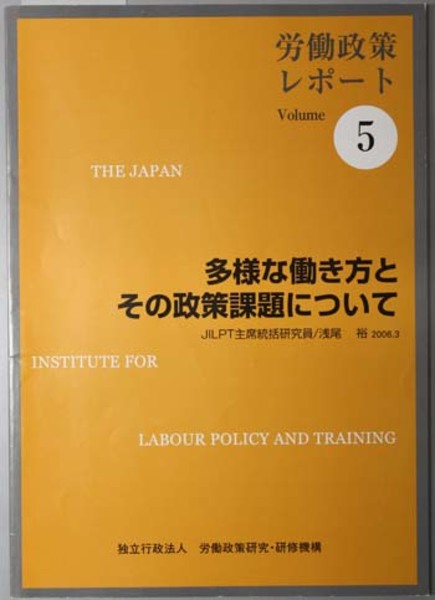 労働政策
レポート
Volume
5
THE JAPAN
多様な働き方と
その政策課題について
JILPT主席統括研究員/浅尾 裕 2006.3
INSTITUTE FOR
LABOUR POLICY AND TRAINING
独立行政法人 労働政策研究・研修機構